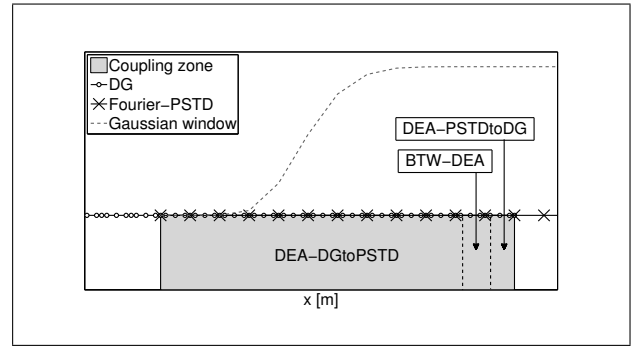 Coupling zone
DG
Fourier−PSTD
Gaussian window
DEA−PSTDtoDG
BTW−DEA
DEA−DGtoPSTD
x [m]